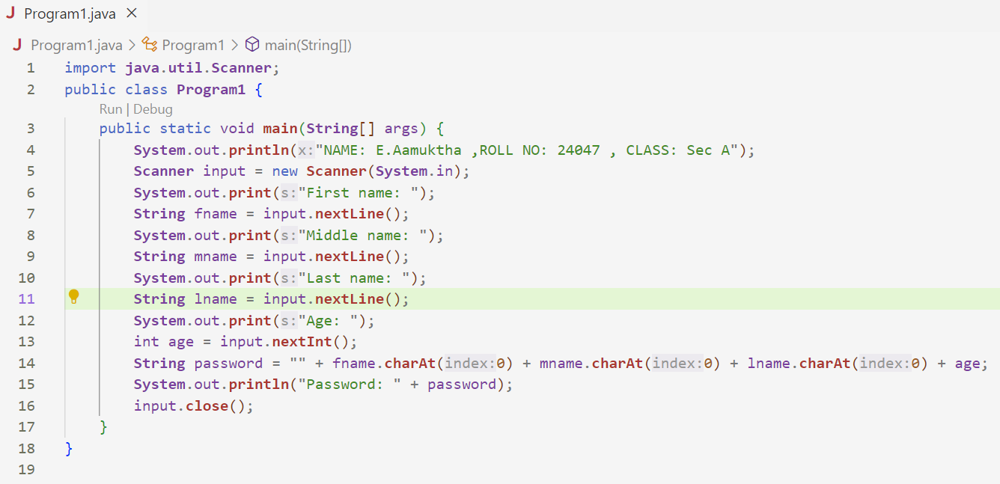 J Program1.java ×
J Program1.java > Program1 > main(String[])
1 import java.util.Scanner;
2 public class Program1 {
Run | Debug
3 public static void main(String[] args) {
4 System.out.println(x:"NAME: E.Aamuktha ,ROLL NO: 24047 , CLASS: Sec A");
5 Scanner input = new Scanner(System.in);
6 System.out.print(s:"First name: ");
7 String fname = input.nextLine();
8 System.out.print(s:"Middle name: ");
9 String mname = input.nextLine();
10 System.out.print(s:"Last name: ");
11 String lname = input.nextLine();
12 System.out.print(s:"Age: ");
13 int age = input.nextInt();
14 String password = "" + fname.charAt(index:0) + mname.charAt(index:0) + lname.charAt(index:0) + age;
15 System.out.println("Password: " + password);
16 input.close();
17 }
18 }
19